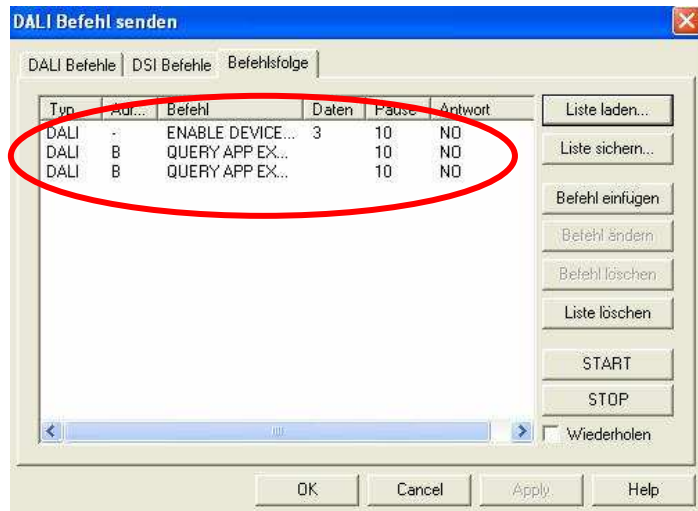 DALI Befehl senden
DALI Befehle DSI Befehle Befehlsfolge
Typ Adr... Befehl Daten Pause Antwort
DALI - ENABLE DEVICE... 3 10 NO
DALI B QUERY APP EX... 10 NO
DALI B QUERY APP EX... 10 NO
Liste laden...
Liste sichern...
Befehl einfügen
Befehl ändern
Befehl löschen
Liste löschen
START
STOP
Wiederholen
OK Cancel Apply Help